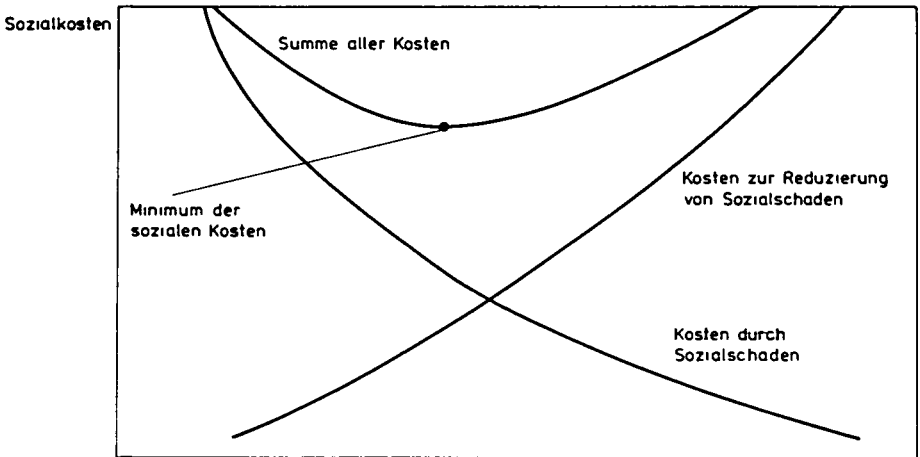 Sozialkosten
Summe aller Kosten
Kosten zur Reduzierung
von Sozialschaden
Minimum der
sozialen Kosten
Kosten durch
Sozialschaden